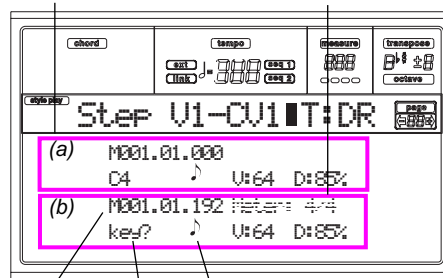 chord tempo measure transpose
ext seq 1
link seq 2
octave
style play page
Step V1-CV1 T:DR
(a) M001.01.000
C4 ♪ V:64 D:85%
(b) M001.01.192 Meter: 4/4
key? ♪ V:64 D:85%